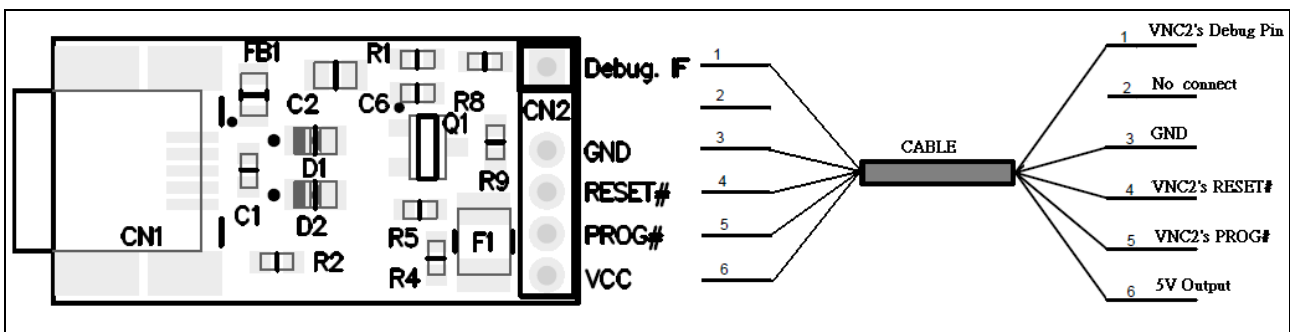 FB1
C2
C1
CN1
D1
D2
R2
R1
C6
R8
Q1
R9
R5
R4
F1
CN2
Debug. IF
GND
RESET#
PROG#
VCC
1
2
3
4
5
6
CABLE
1 VNC2's Debug Pin
2 No connect
3 GND
4 VNC2's RESET#
5 VNC2's PROG#
6 5V Output